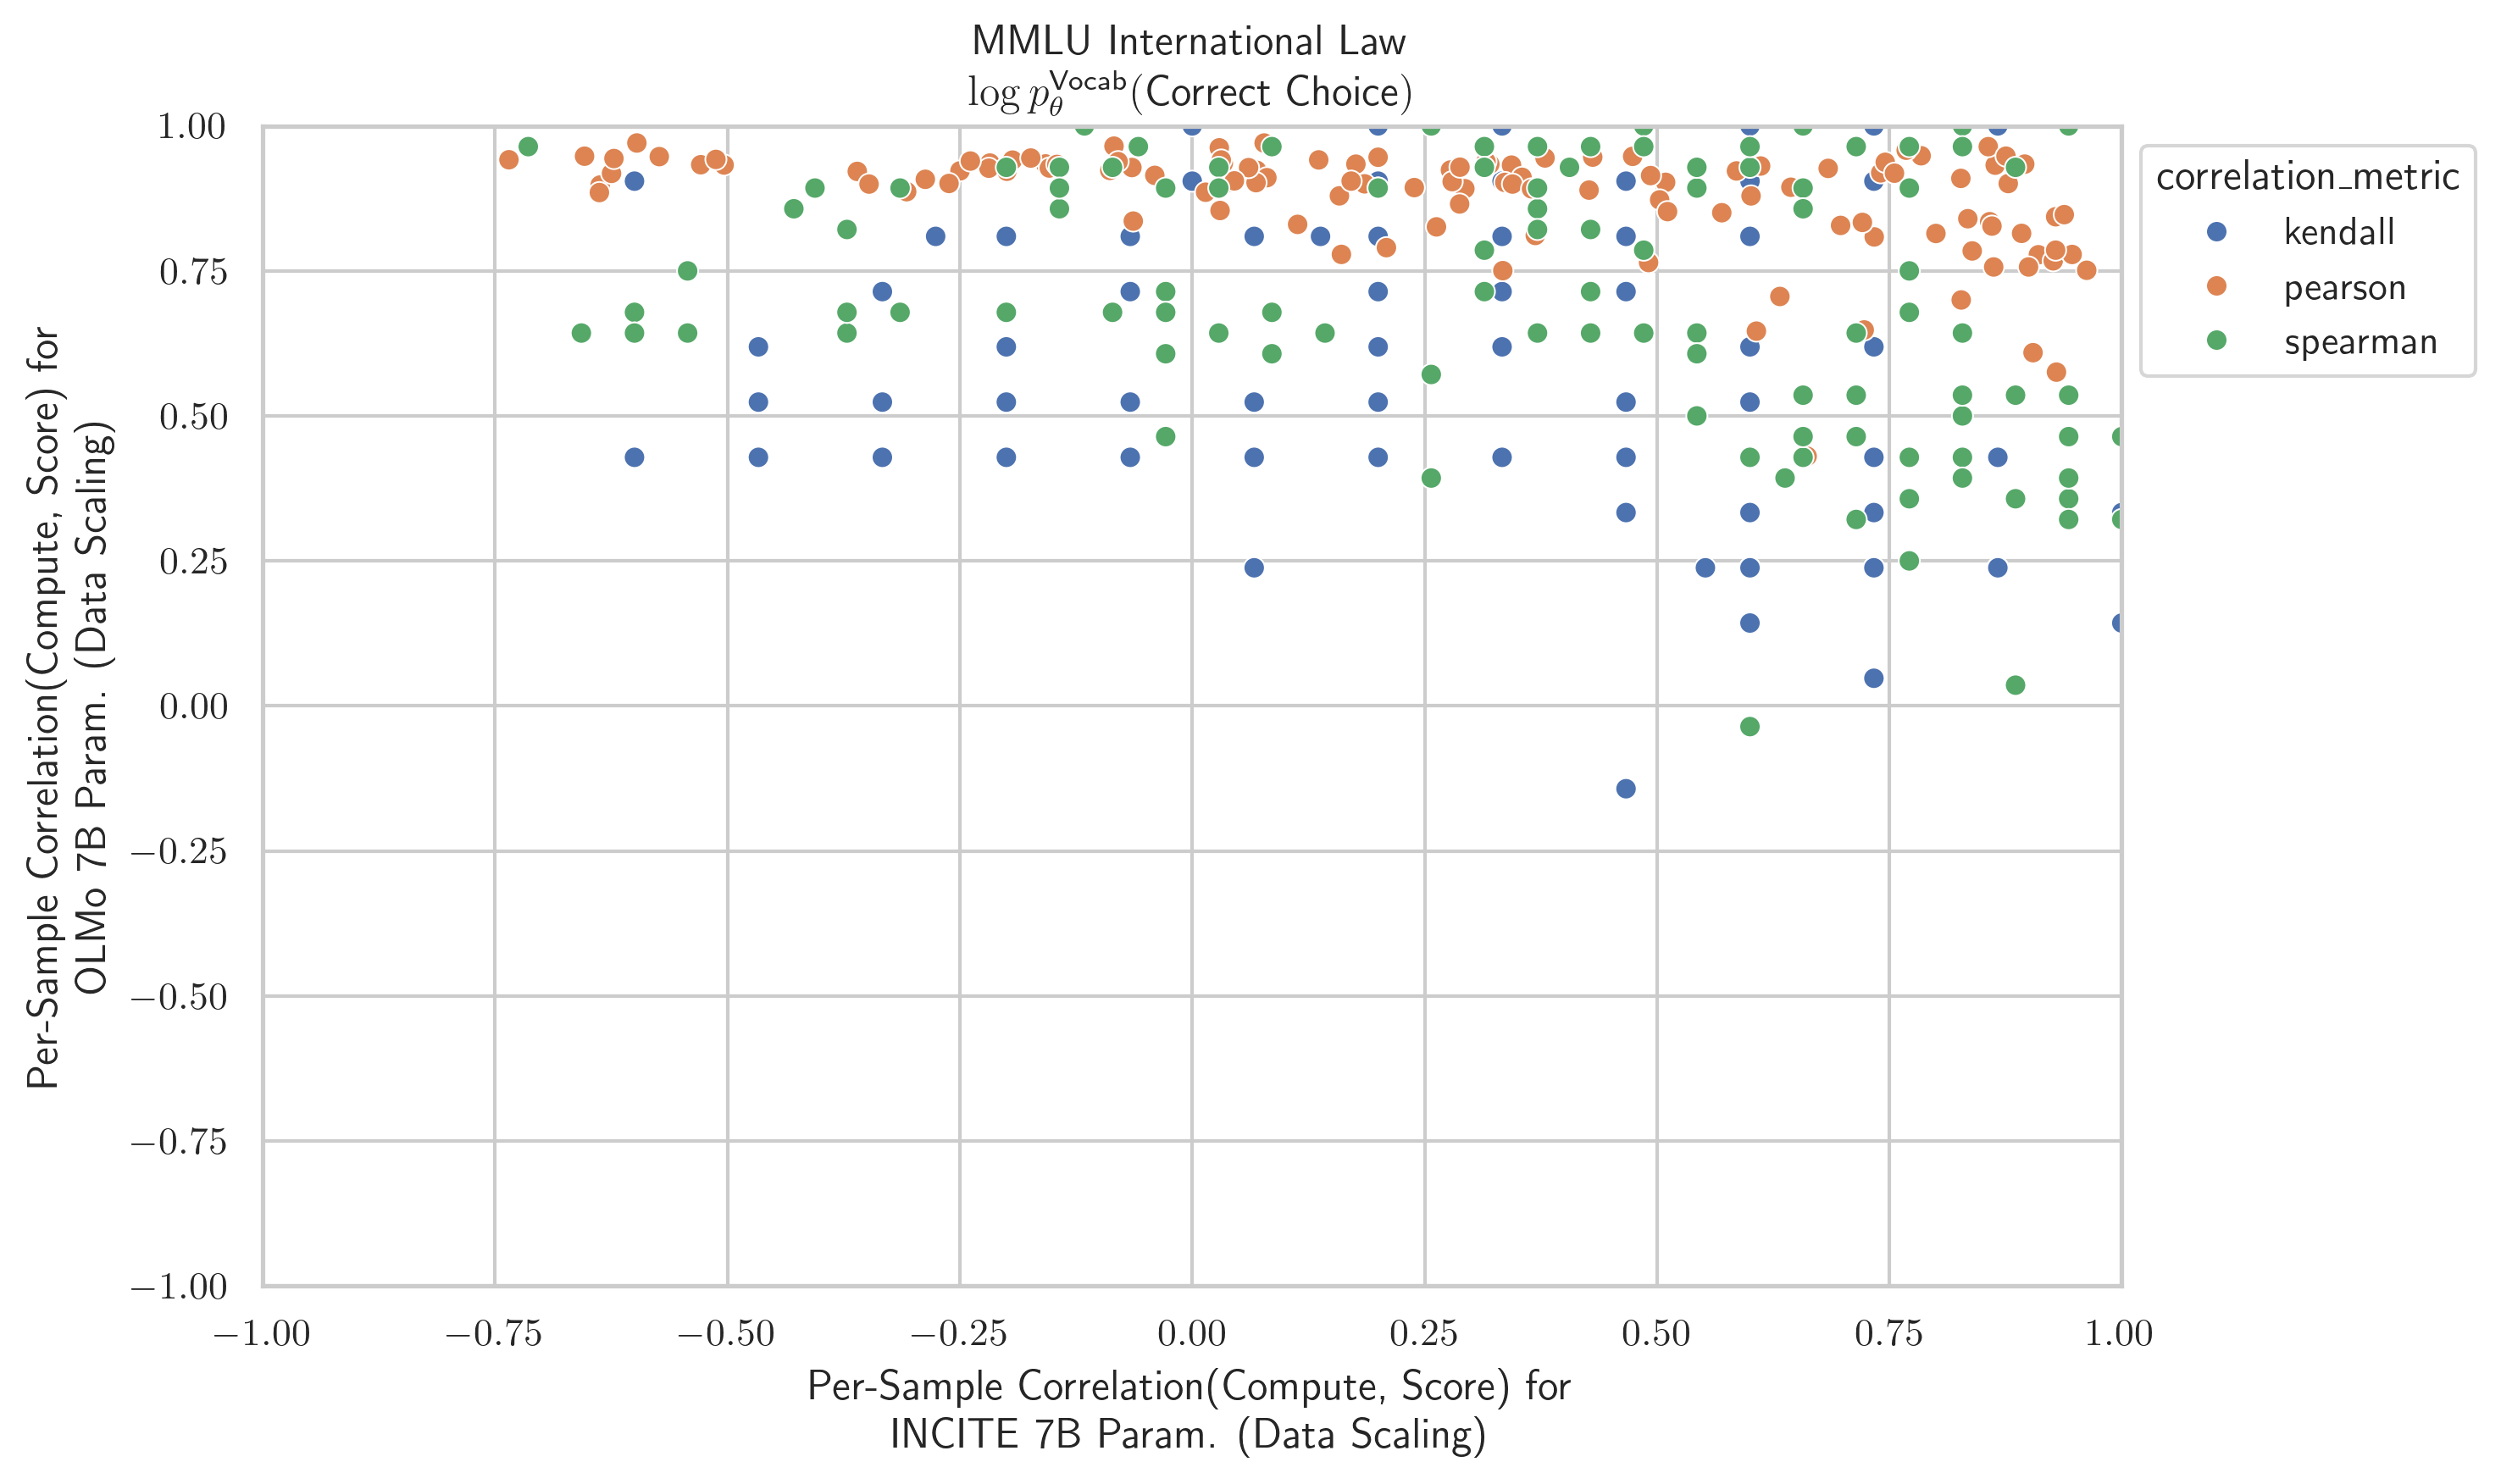 MMLU International Law
log p_θ^Vocab(Correct Choice)
1.00
0.75
0.50
0.25
0.00
−0.25
−0.50
−0.75
−1.00
Per-Sample Correlation(Compute, Score) for
OLMo 7B Param. (Data Scaling)
−1.00 −0.75 −0.50 −0.25 0.00 0.25 0.50 0.75 1.00
Per-Sample Correlation(Compute, Score) for
INCITE 7B Param. (Data Scaling)
correlation_metric
kendall
pearson
spearman